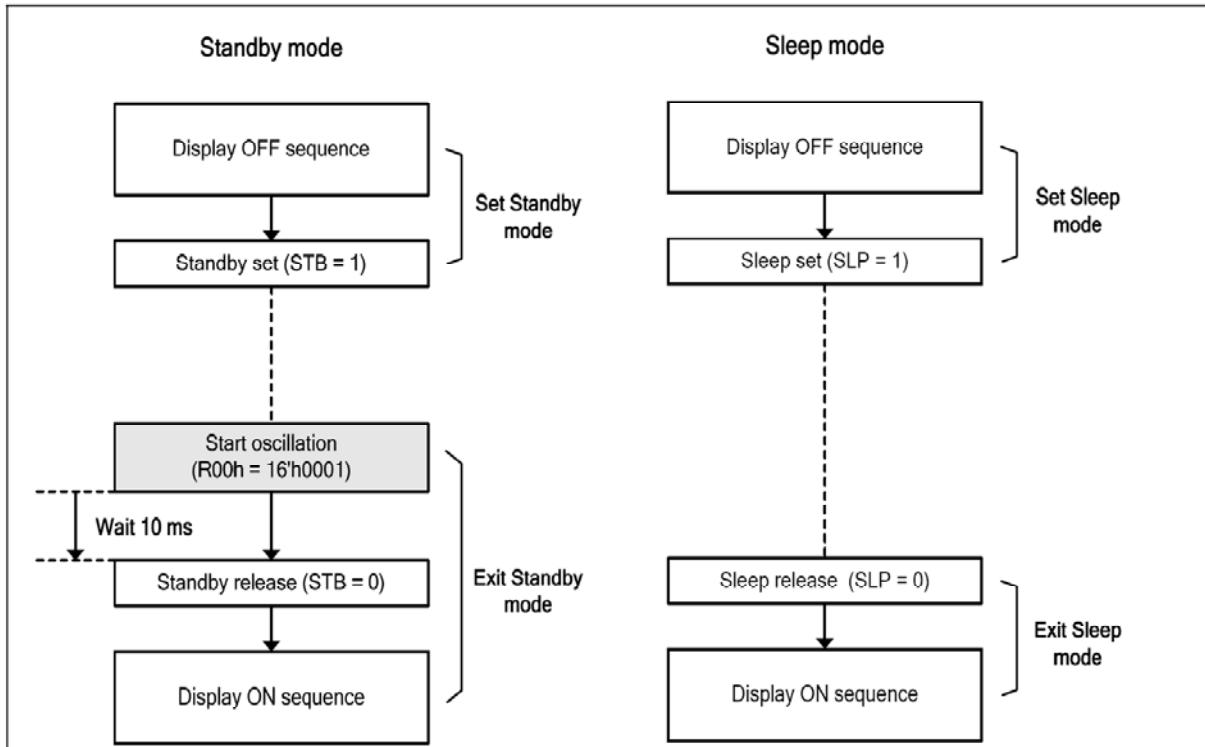 Standby mode
Display OFF sequence
Standby set (STB = 1)
Set Standby
mode
Start oscillation
(R00h = 16'h0001)
Wait 10 ms
Standby release (STB = 0)
Exit Standby
mode
Display ON sequence
Sleep mode
Display OFF sequence
Sleep set (SLP = 1)
Set Sleep
mode
Sleep release (SLP = 0)
Exit Sleep
mode
Display ON sequence